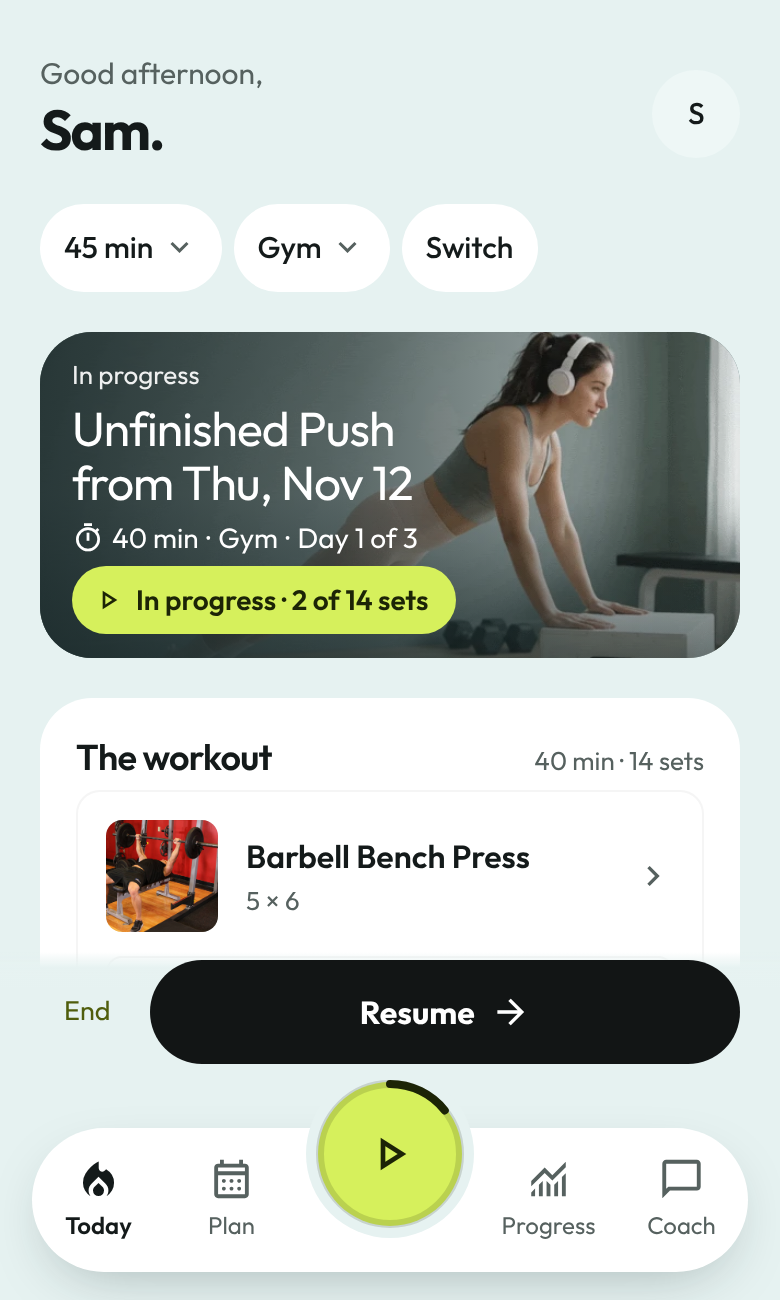 Good afternoon,
Sam.
S
45 min
Gym
Switch
In progress
Unfinished Push
from Thu, Nov 12
40 min · Gym · Day 1 of 3
In progress · 2 of 14 sets
The workout
40 min · 14 sets
Barbell Bench Press
5 × 6
End
Resume
Today
Plan
Progress
Coach